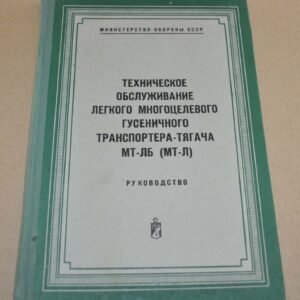 МИНИСТЕРСТВО ОБОРОНЫ СССР
ТЕХНИЧЕСКОЕ
ОБСЛУЖИВАНИЕ
ЛЕГКОГО МНОГОЦЕЛЕВОГО
ГУСЕНИЧНОГО
ТРАНСПОРТЕРА-ТЯГАЧА
МТ-ЛБ (МТ-Л)
РУКОВОДСТВО